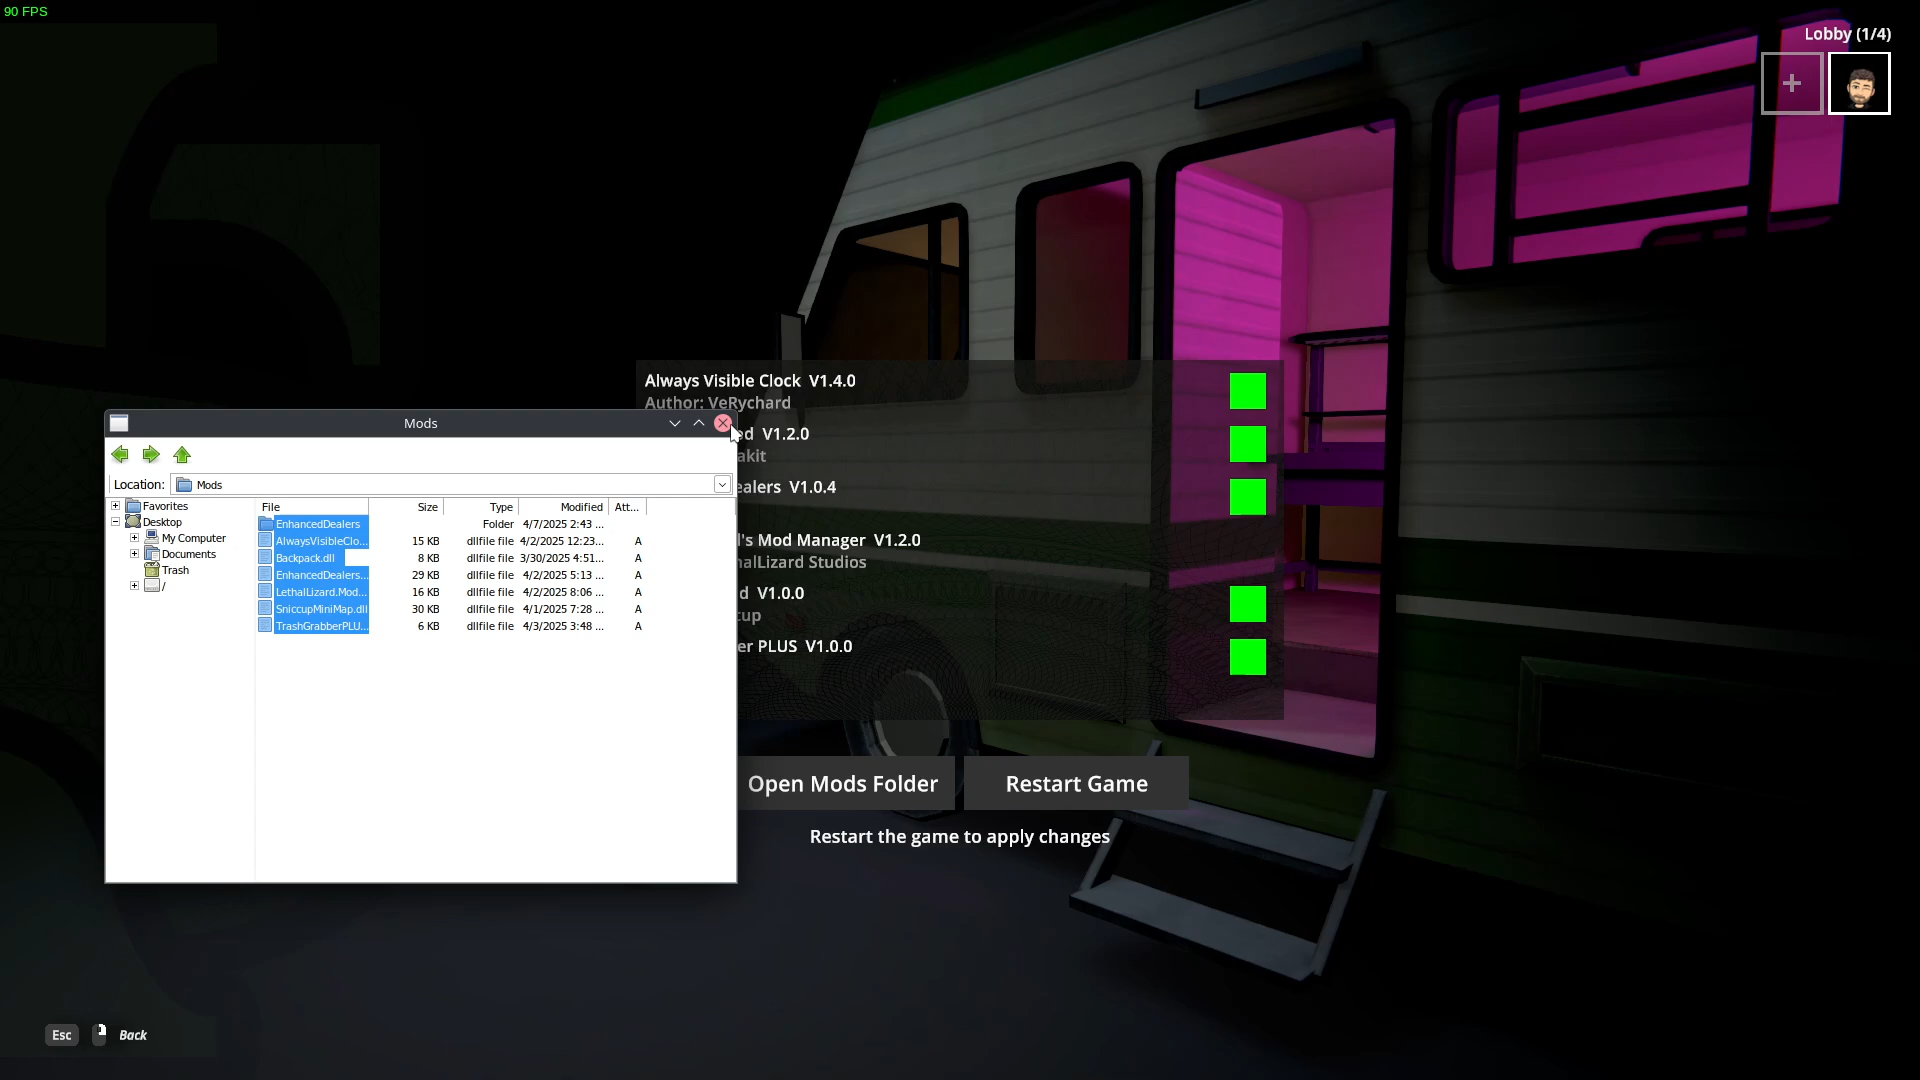 90 FPS
Lobby (1/4)
+
Always Visible Clock V1.4.0
Author: VeRychard
Mods
ed V1.2.0
akit
Location: Mods
ealers V1.0.4
Favorites
Desktop
My Computer
Documents
Trash
/
File Size Type Modified Att...
EnhancedDealers Folder 4/7/2025 2:43 ...
AlwaysVisibleClo... 15 KB dllfile file 4/2/2025 12:23... A
Backpack.dll 8 KB dllfile file 3/30/2025 4:51... A
EnhancedDealers... 29 KB dllfile file 4/2/2025 5:13 ... A
LethalLizard.Mod... 16 KB dllfile file 4/2/2025 8:06 ... A
SniccupMiniMap.dll 30 KB dllfile file 4/1/2025 7:28 ... A
TrashGrabberPLU... 6 KB dllfile file 4/3/2025 3:48 ... A
l's Mod Manager V1.2.0
halLizard Studios
d V1.0.0
cup
er PLUS V1.0.0
Open Mods Folder
Restart Game
Restart the game to apply changes
Esc Back